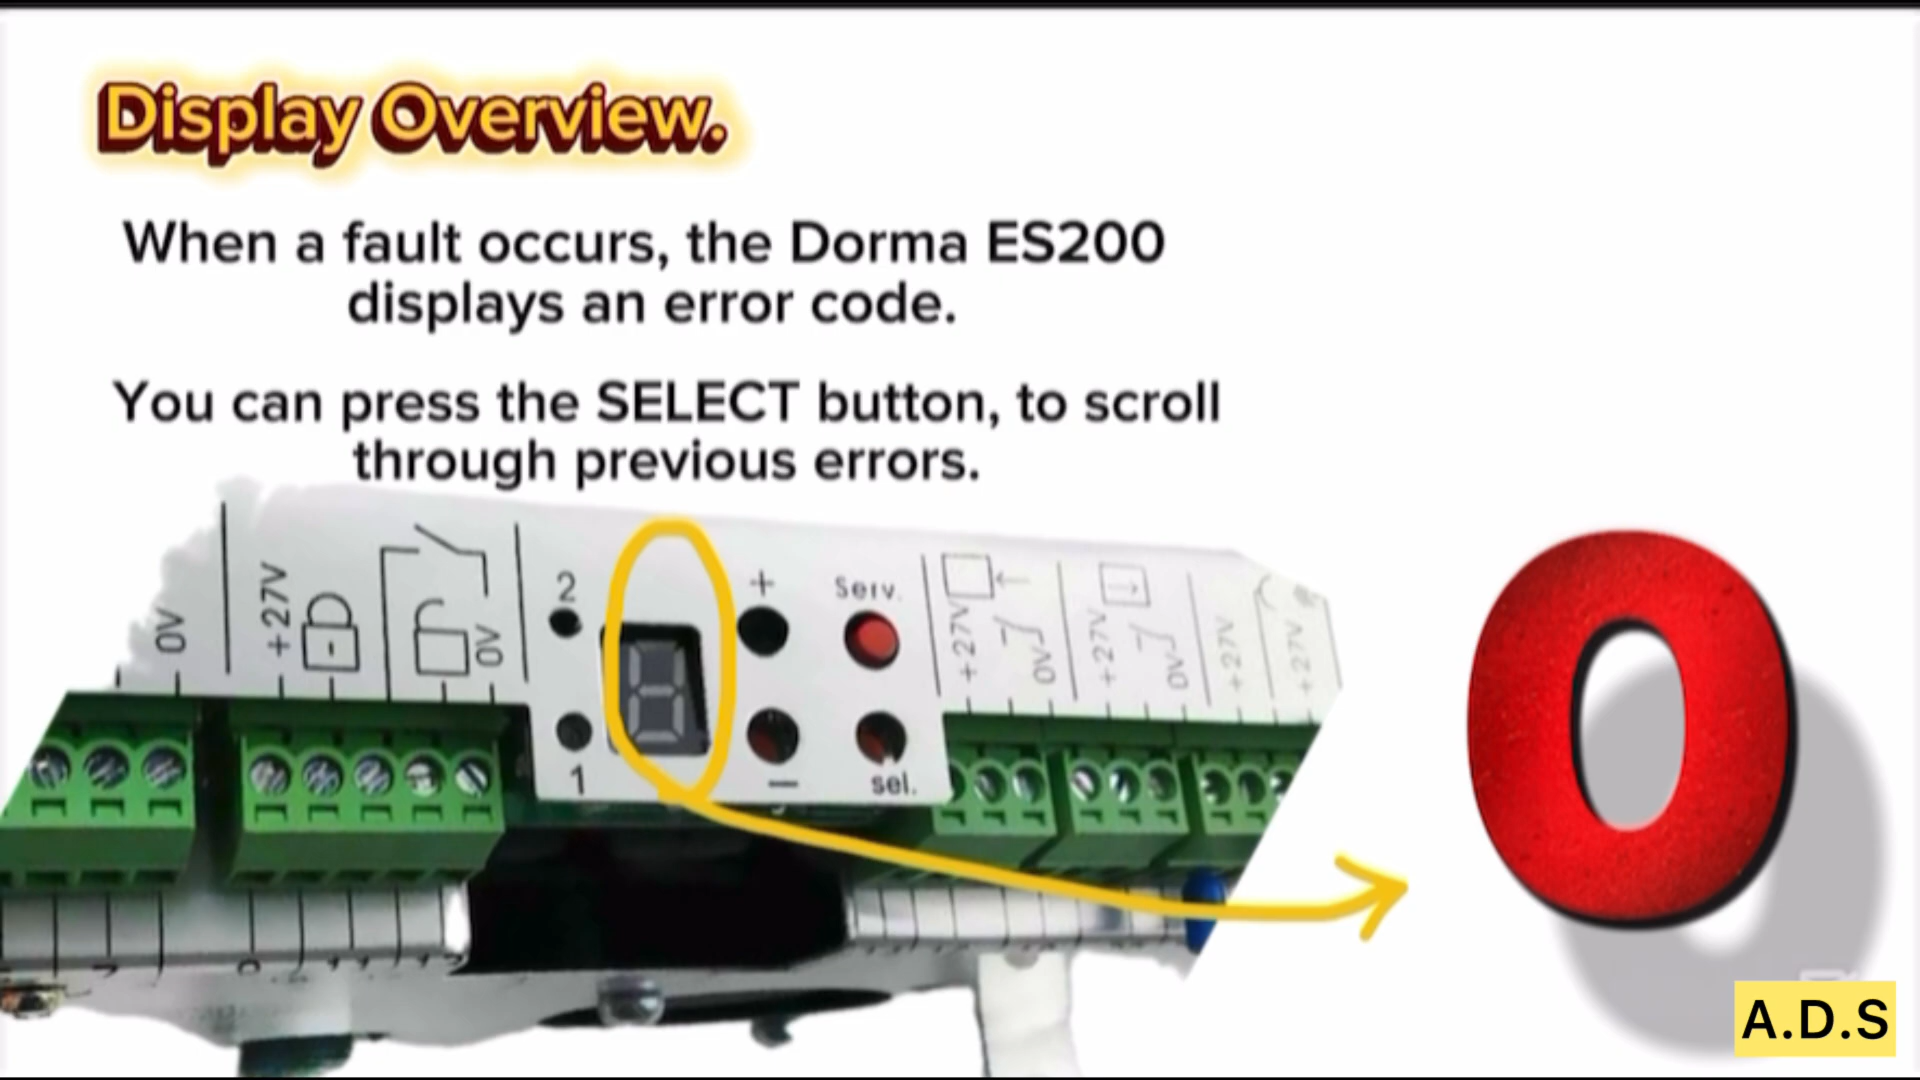 Display Overview.
When a fault occurs, the Dorma ES200
displays an error code.
You can press the SELECT button, to scroll
through previous errors.
0V
+27V
0V
2
+
Serv.
+27V
0V
+27V
0V
+27V
+27V
1
–
sel.
0
A.D.S